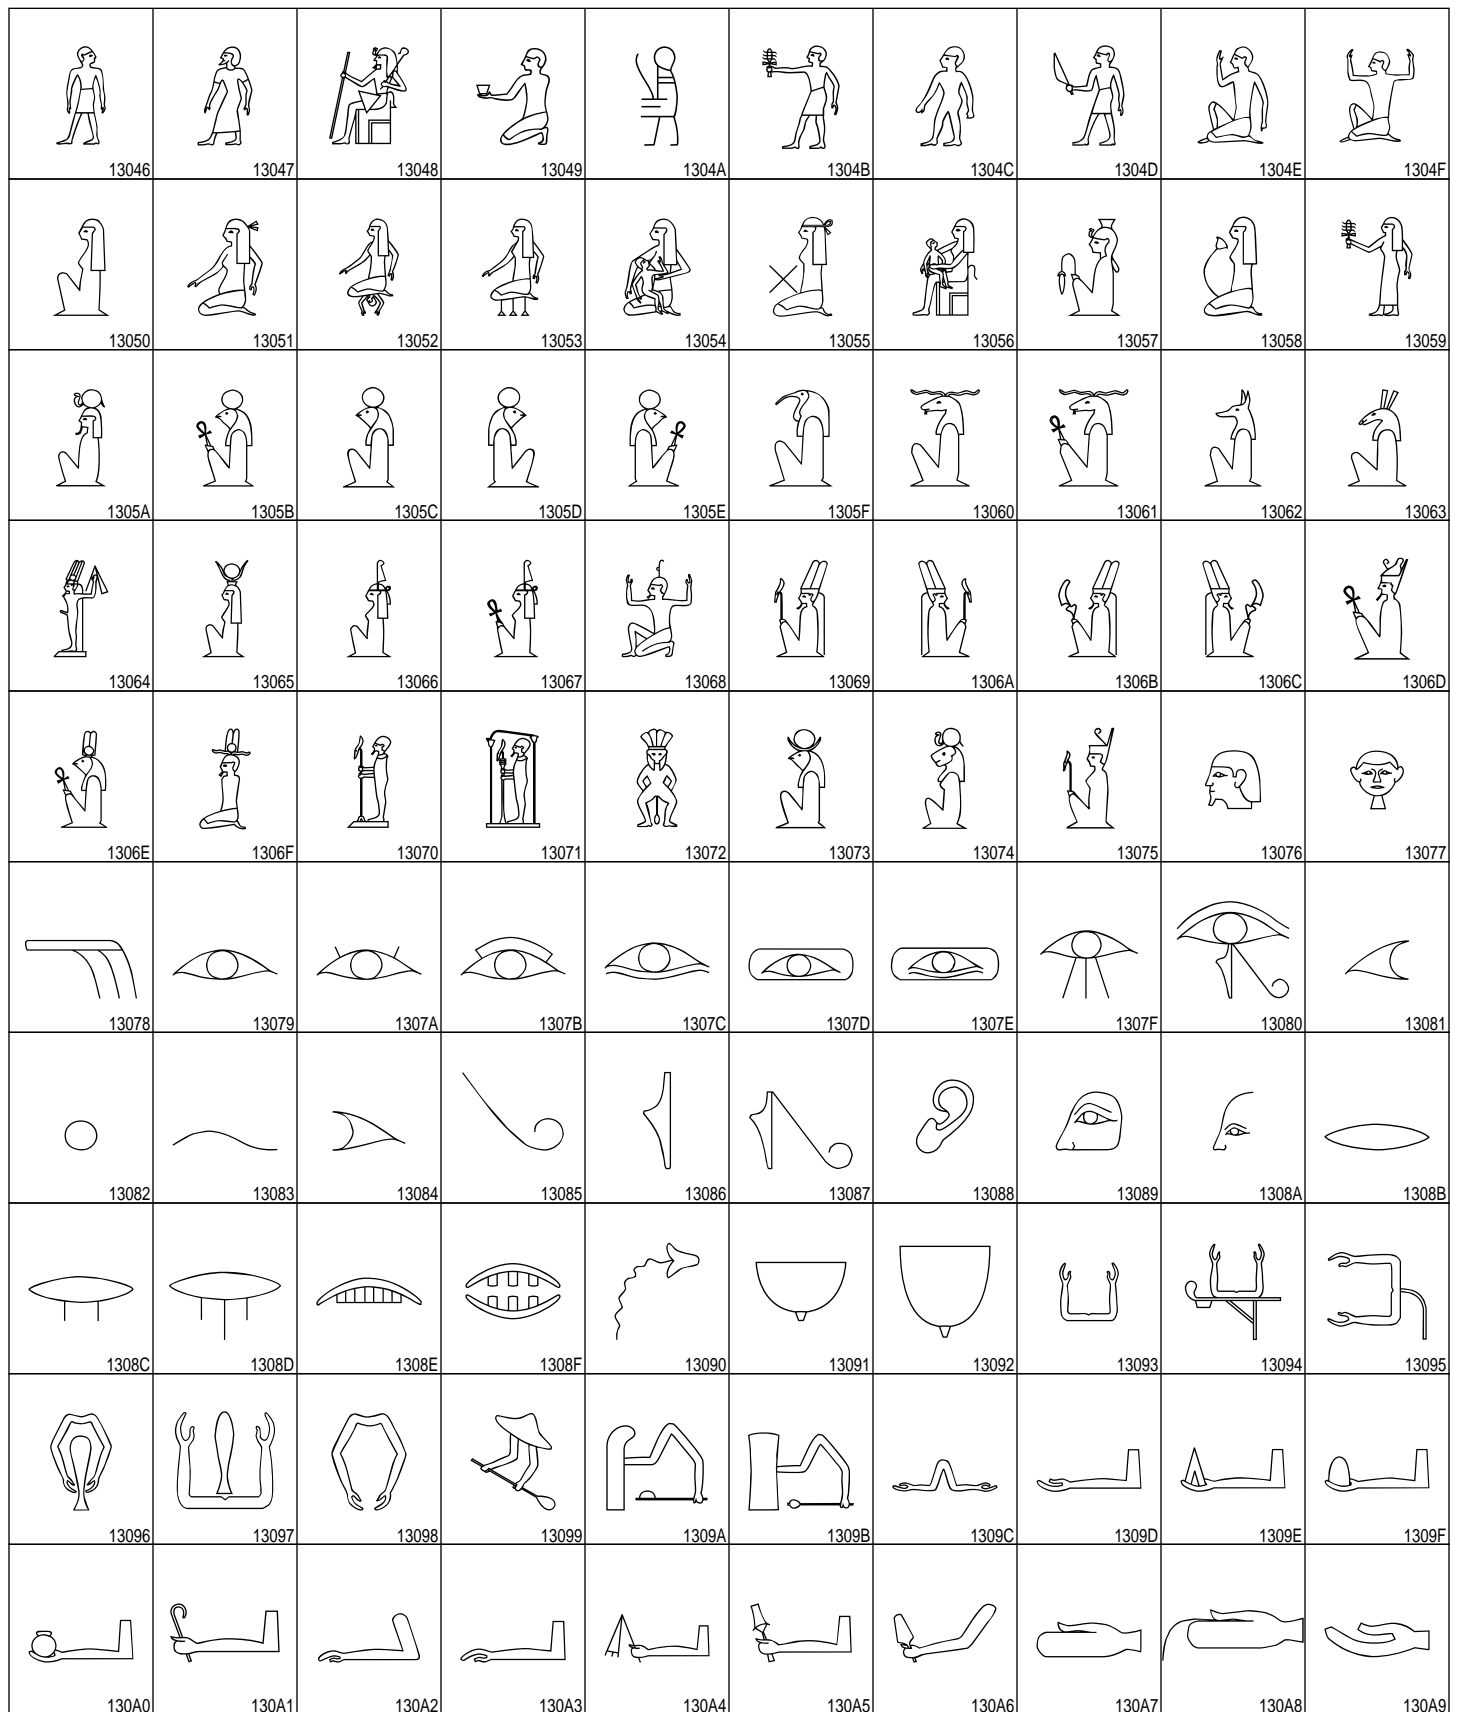 𓁆 𓁇 𓁈 𓁉 𓁊 𓁋 𓁌 𓁍 𓁎 𓁏
13046 13047 13048 13049 1304A 1304B 1304C 1304D 1304E 1304F
𓁐 𓁑 𓁒 𓁓 𓁔 𓁕 𓁖 𓁗 𓁘 𓁙
13050 13051 13052 13053 13054 13055 13056 13057 13058 13059
𓁚 𓁛 𓁜 𓁝 𓁞 𓁟 𓁠 𓁡 𓁢 𓁣
1305A 1305B 1305C 1305D 1305E 1305F 13060 13061 13062 13063
𓁤 𓁥 𓁦 𓁧 𓁨 𓁩 𓁪 𓁫 𓁬 𓁭
13064 13065 13066 13067 13068 13069 1306A 1306B 1306C 1306D
𓁮 𓁯 𓁰 𓁱 𓁲 𓁳 𓁴 𓁵 𓁶 𓁷
1306E 1306F 13070 13071 13072 13073 13074 13075 13076 13077
𓁸 𓁹 𓁺 𓁻 𓁼 𓁽 𓁾 𓁿 𓂀 𓂁
13078 13079 1307A 1307B 1307C 1307D 1307E 1307F 13080 13081
𓂂 𓂃 𓂄 𓂅 𓂆 𓂇 𓂈 𓂉 𓂊 𓂋
13082 13083 13084 13085 13086 13087 13088 13089 1308A 1308B
𓂌 𓂍 𓂎 𓂏 𓂐 𓂑 𓂒 𓂓 𓂔 𓂕
1308C 1308D 1308E 1308F 13090 13091 13092 13093 13094 13095
𓂖 𓂗 𓂘 𓂙 𓂚 𓂛 𓂜 𓂝 𓂞 𓂟
13096 13097 13098 13099 1309A 1309B 1309C 1309D 1309E 1309F
𓂠 𓂡 𓂢 𓂣 𓂤 𓂥 𓂦 𓂧 𓂨 𓂩
130A0 130A1 130A2 130A3 130A4 130A5 130A6 130A7 130A8 130A9